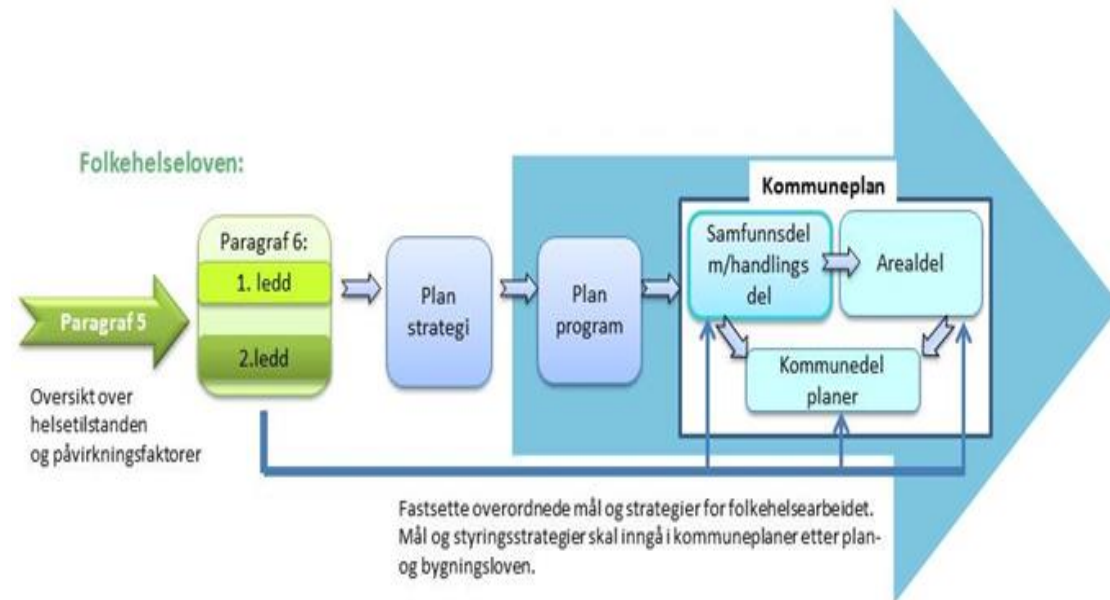 Folkehelseloven:
Paragraf 5
Oversikt over
helsetilstanden
og påvirkningsfaktorer
Paragraf 6:
1. ledd
2.ledd
Plan
strategi
Plan
program
Kommuneplan
Samfunnsdel
m/handlings
del
Arealdel
Kommunedel
planer
Fastsette overordnede mål og strategier for folkehelsearbeidet.
Mål og styringsstrategier skal inngå i kommuneplaner etter plan-
og bygningsloven.